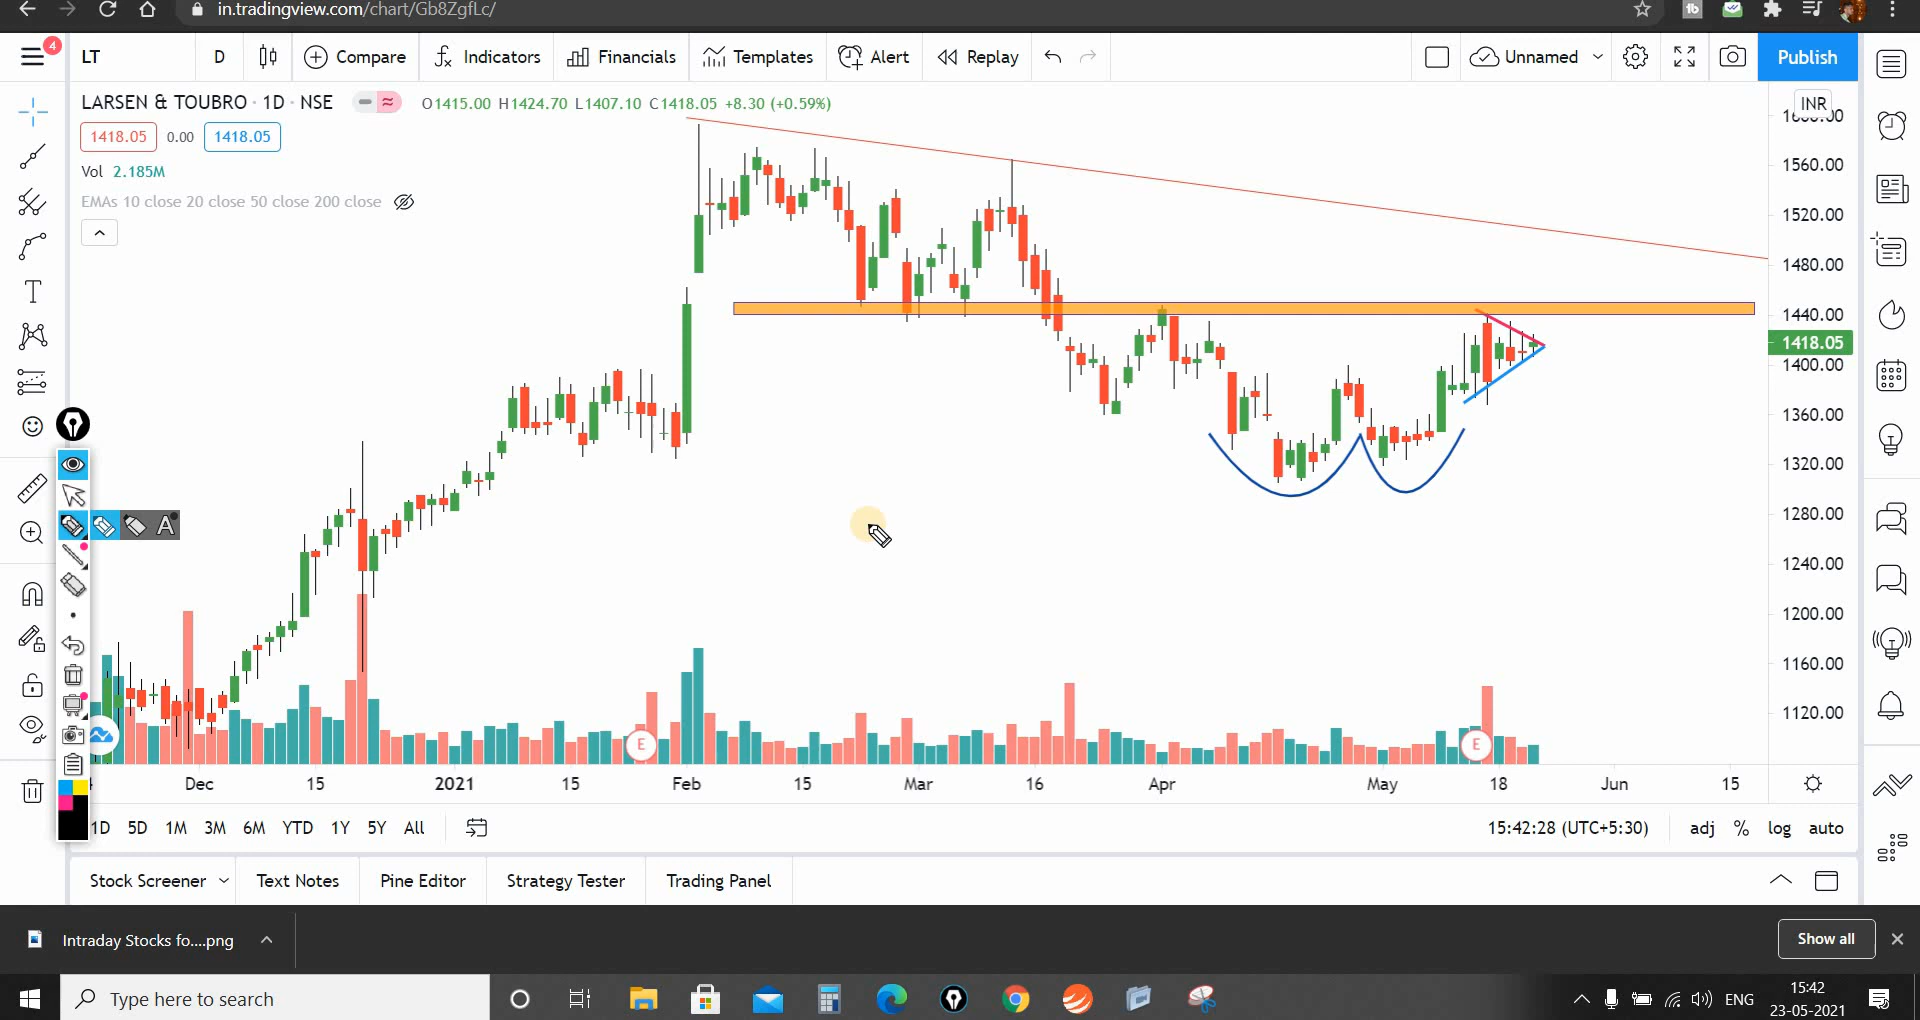 in.tradingview.com/chart/Gb8ZgfLc/
4
LT
D
Compare
Indicators
Financials
Templates
Alert
Replay
Unnamed
Publish
LARSEN & TOUBRO · 1D · NSE
O1415.00 H1424.70 L1407.10 C1418.05 +8.30 (+0.59%)
1418.05 0.00 1418.05
Vol 2.185M
EMAs 10 close 20 close 50 close 200 close
INR
1560.00
1520.00
1480.00
1440.00
1418.05
1400.00
1360.00
1320.00
1280.00
1240.00
1200.00
1160.00
1120.00
A
E
E
Dec 15 2021 15 Feb 15 Mar 16 Apr May 18 Jun 15
1D 5D 1M 3M 6M YTD 1Y 5Y All
15:42:28 (UTC+5:30)
adj % log auto
Stock Screener
Text Notes
Pine Editor
Strategy Tester
Trading Panel
Intraday Stocks fo....png
Show all
Type here to search
ENG
15:42
23-05-2021